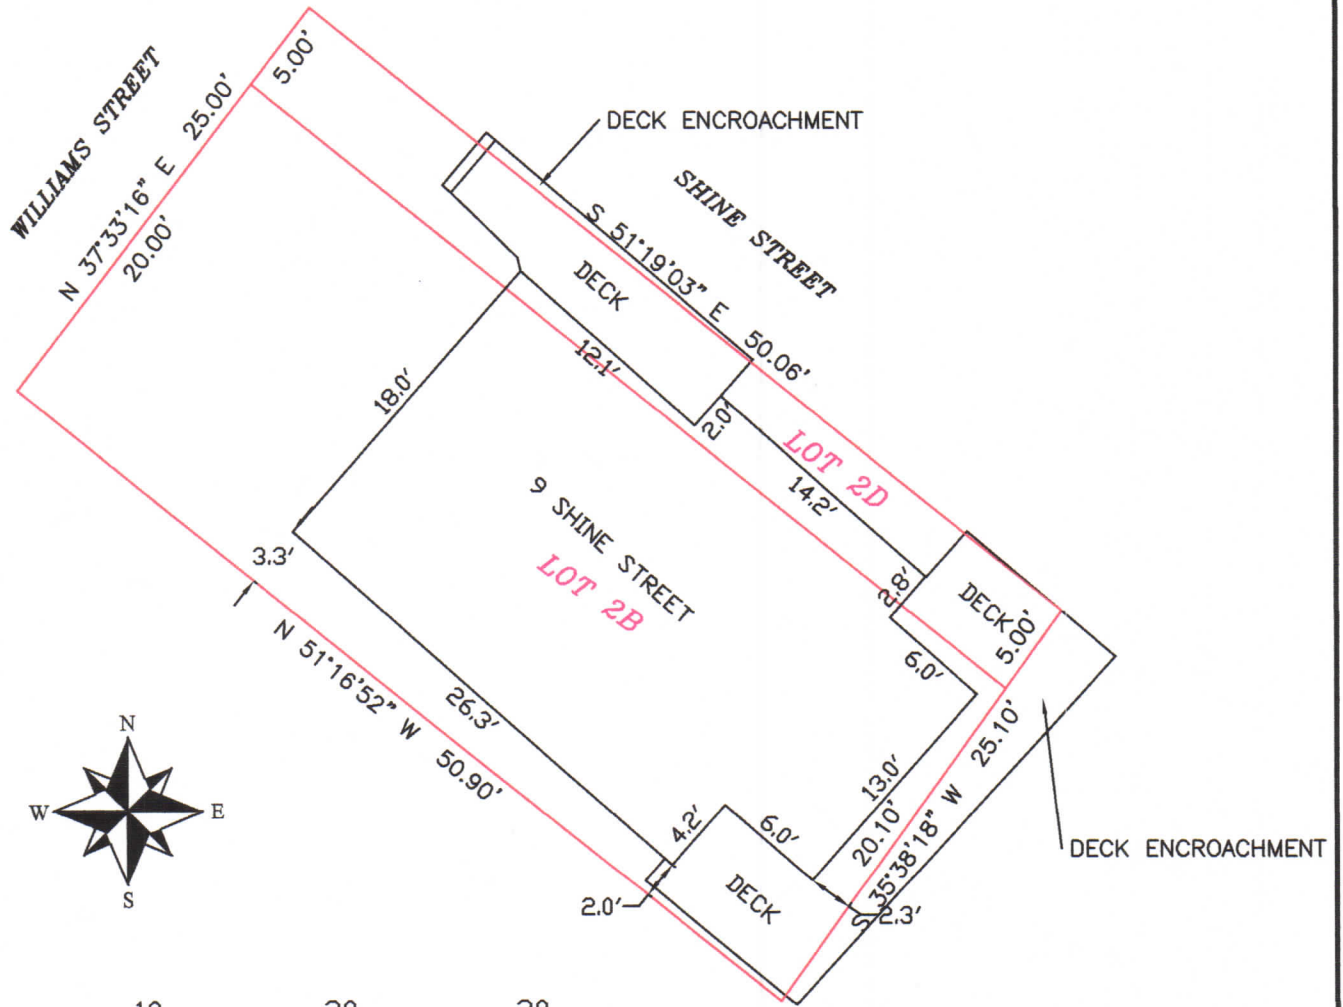 WILLIAMS STREET
N 37°33'16" E 25.00'
20.00'
5.00'
DECK ENCROACHMENT
SHINE STREET
S 51°19'03" E 50.06'
DECK
12.1'
18.0'
2.0'
LOT 2D
14.2'
9 SHINE STREET
LOT 2B
3.3'
2.8'
DECK
5.00'
6.0'
N 51°16'52" W 50.90'
26.3'
13.0'
20.10'
S 35°38'18" W 25.10'
4.2'
6.0'
DECK
2.0'
2.3'
DECK ENCROACHMENT
N
W
E
S